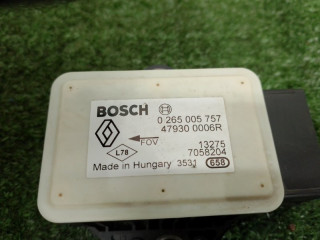 BOSCH
0 265 005 757
47930 0006R
FOV
13275
L78
7058204
Made in Hungary 3531 658